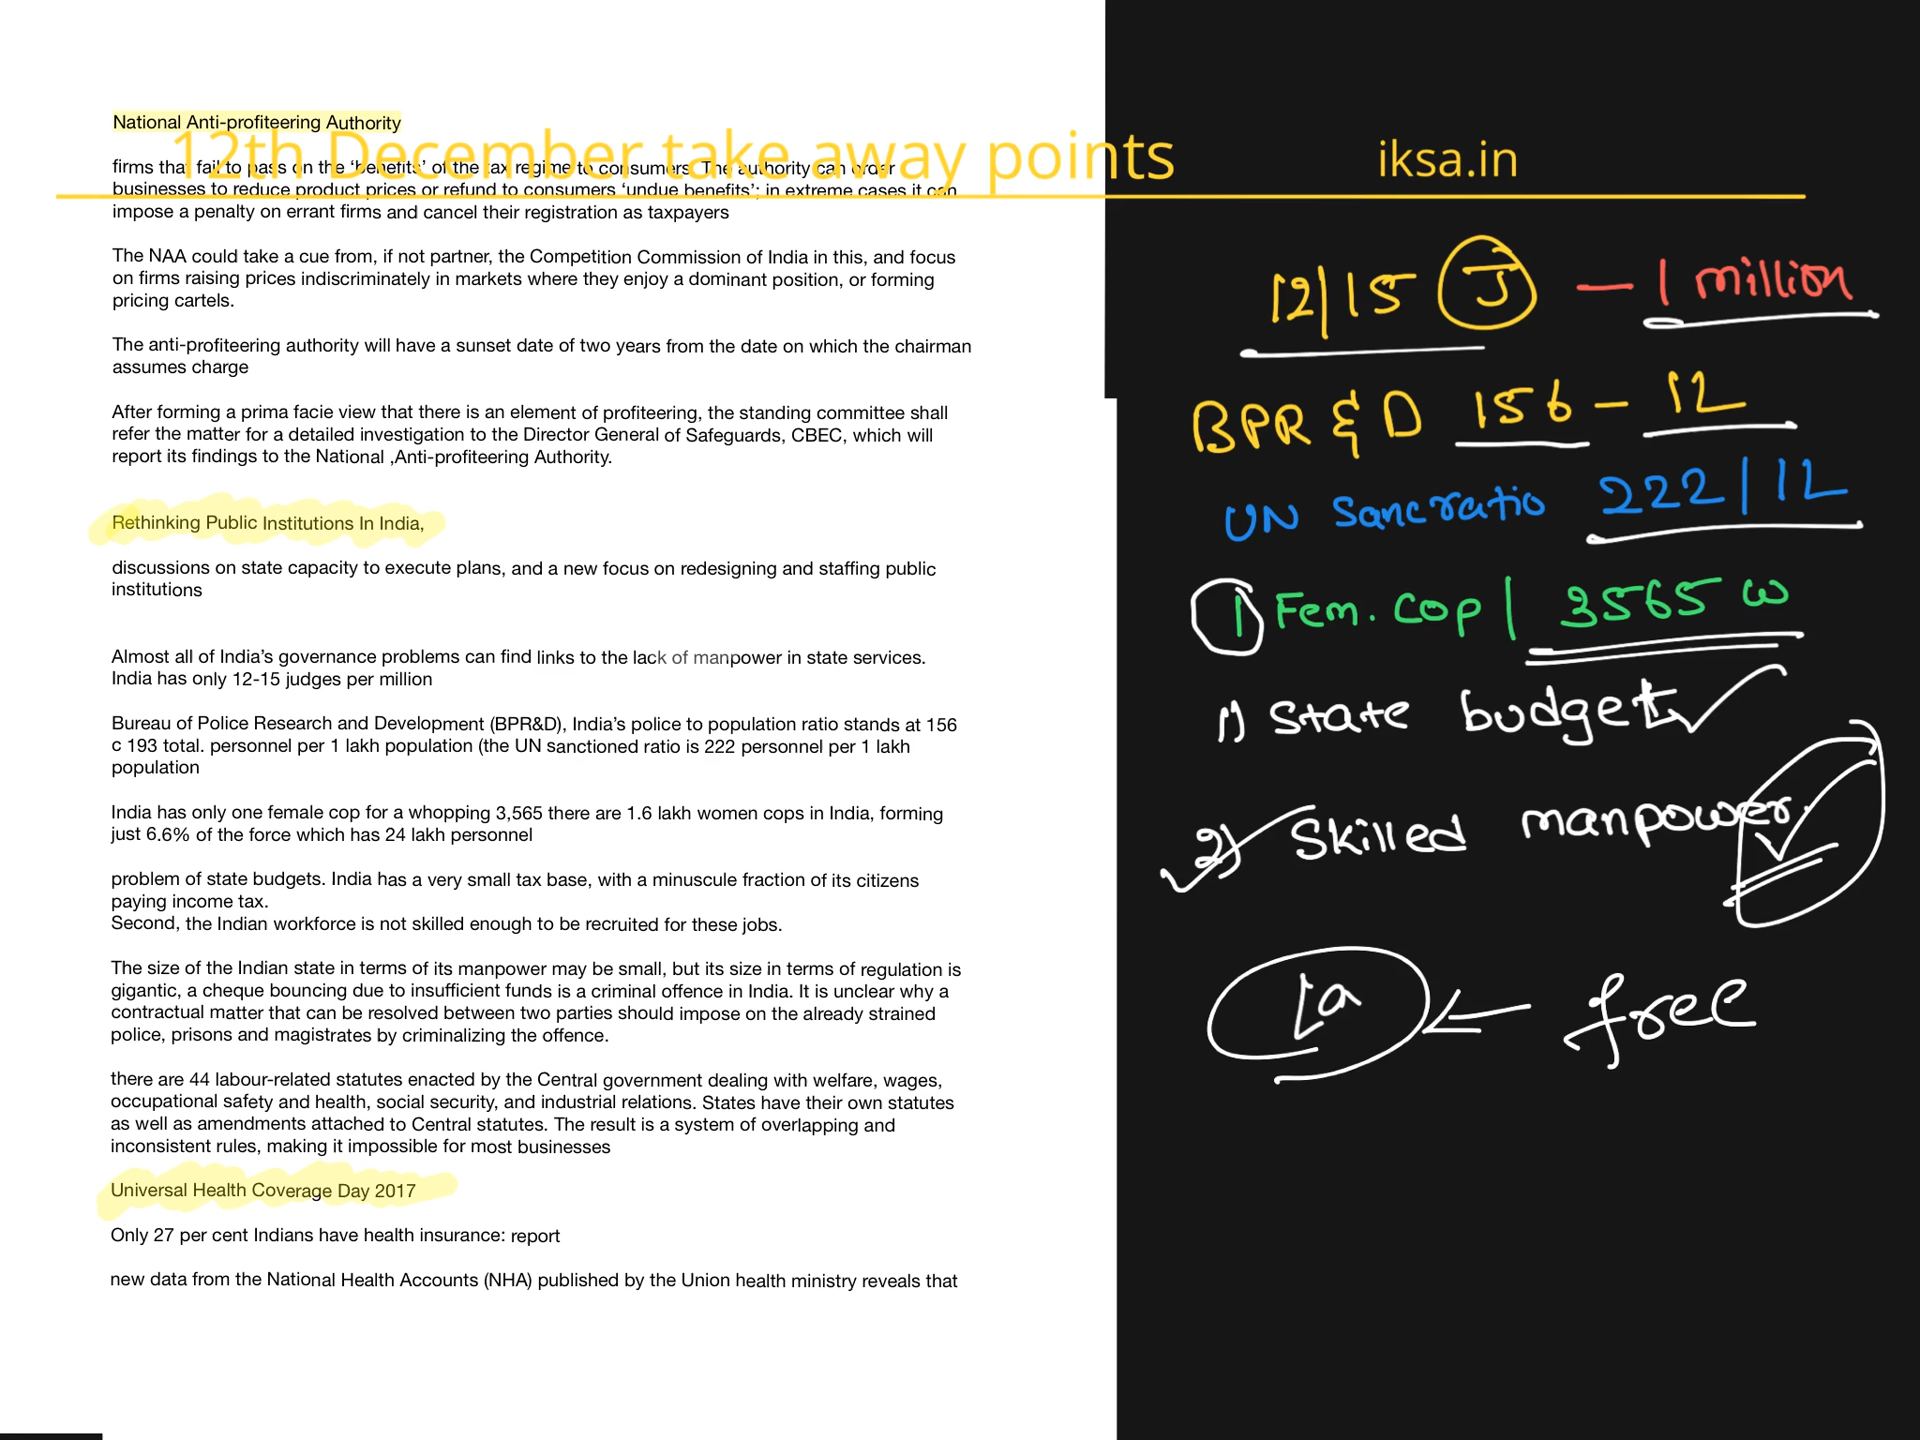 National Anti-profiteering Authority
12th December take away points
iksa.in
firms that fail to pass on the ‘benefits’ of the tax regime to consumers. The authority can order
businesses to reduce product prices or refund to consumers ‘undue benefits’; in extreme cases it can
impose a penalty on errant firms and cancel their registration as taxpayers
The NAA could take a cue from, if not partner, the Competition Commission of India in this, and focus
on firms raising prices indiscriminately in markets where they enjoy a dominant position, or forming
pricing cartels.
The anti-profiteering authority will have a sunset date of two years from the date on which the chairman
assumes charge
After forming a prima facie view that there is an element of profiteering, the standing committee shall
refer the matter for a detailed investigation to the Director General of Safeguards, CBEC, which will
report its findings to the National ,Anti-profiteering Authority.
Rethinking Public Institutions In India,
discussions on state capacity to execute plans, and a new focus on redesigning and staffing public
institutions
Almost all of India’s governance problems can find links to the lack of manpower in state services.
India has only 12-15 judges per million
Bureau of Police Research and Development (BPR&D), India’s police to population ratio stands at 156
c 193 total. personnel per 1 lakh population (the UN sanctioned ratio is 222 personnel per 1 lakh
population
India has only one female cop for a whopping 3,565 there are 1.6 lakh women cops in India, forming
just 6.6% of the force which has 24 lakh personnel
problem of state budgets. India has a very small tax base, with a minuscule fraction of its citizens
paying income tax.
Second, the Indian workforce is not skilled enough to be recruited for these jobs.
The size of the Indian state in terms of its manpower may be small, but its size in terms of regulation is
gigantic, a cheque bouncing due to insufficient funds is a criminal offence in India. It is unclear why a
contractual matter that can be resolved between two parties should impose on the already strained
police, prisons and magistrates by criminalizing the offence.
there are 44 labour-related statutes enacted by the Central government dealing with welfare, wages,
occupational safety and health, social security, and industrial relations. States have their own statutes
as well as amendments attached to Central statutes. The result is a system of overlapping and
inconsistent rules, making it impossible for most businesses
Universal Health Coverage Day 2017
Only 27 per cent Indians have health insurance: report
new data from the National Health Accounts (NHA) published by the Union health ministry reveals that
12/15 J — 1 million
BPR & D 156 - 1L
UN Sanc ratio 222/1L
1 Fem. Cop | 3565 w
1) State budget
2) Skilled manpower
free